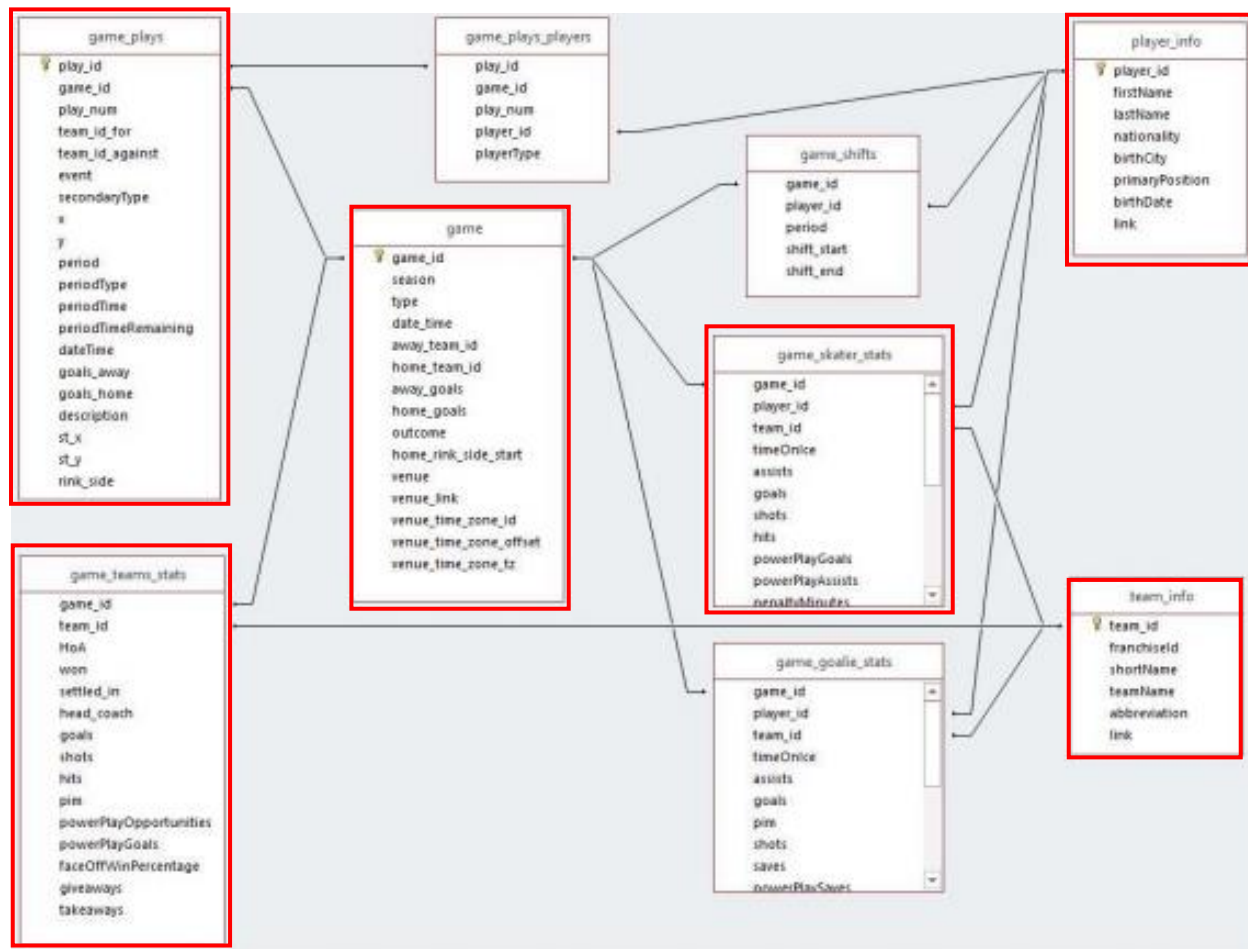 game_plays
play_id
game_id
play_num
team_id_for
team_id_against
event
secondaryType
x
y
period
periodType
periodTime
periodTimeRemaining
dateTime
goals_away
goals_home
description
st_x
st_y
rink_side
game_plays_players
play_id
game_id
play_num
player_id
playerType
player_info
player_id
firstName
lastName
nationality
birthCity
primaryPosition
birthDate
link
game_shifts
game_id
player_id
period
shift_start
shift_end
game
game_id
season
type
date_time
away_team_id
home_team_id
away_goals
home_goals
outcome
home_rink_side_start
venue
venue_link
venue_time_zone_id
venue_time_zone_offset
venue_time_zone_tz
game_skater_stats
game_id
player_id
team_id
timeOnIce
assists
goals
shots
hits
powerPlayGoals
powerPlayAssists
penaltyMinutes
game_teams_stats
game_id
team_id
HoA
won
settled_in
head_coach
goals
shots
hits
pim
powerPlayOpportunities
powerPlayGoals
faceOffWinPercentage
giveaways
takeaways
team_info
team_id
franchiseId
shortName
teamName
abbreviation
link
game_goalie_stats
game_id
player_id
team_id
timeOnIce
assists
goals
pim
shots
saves
powerPlaySaves